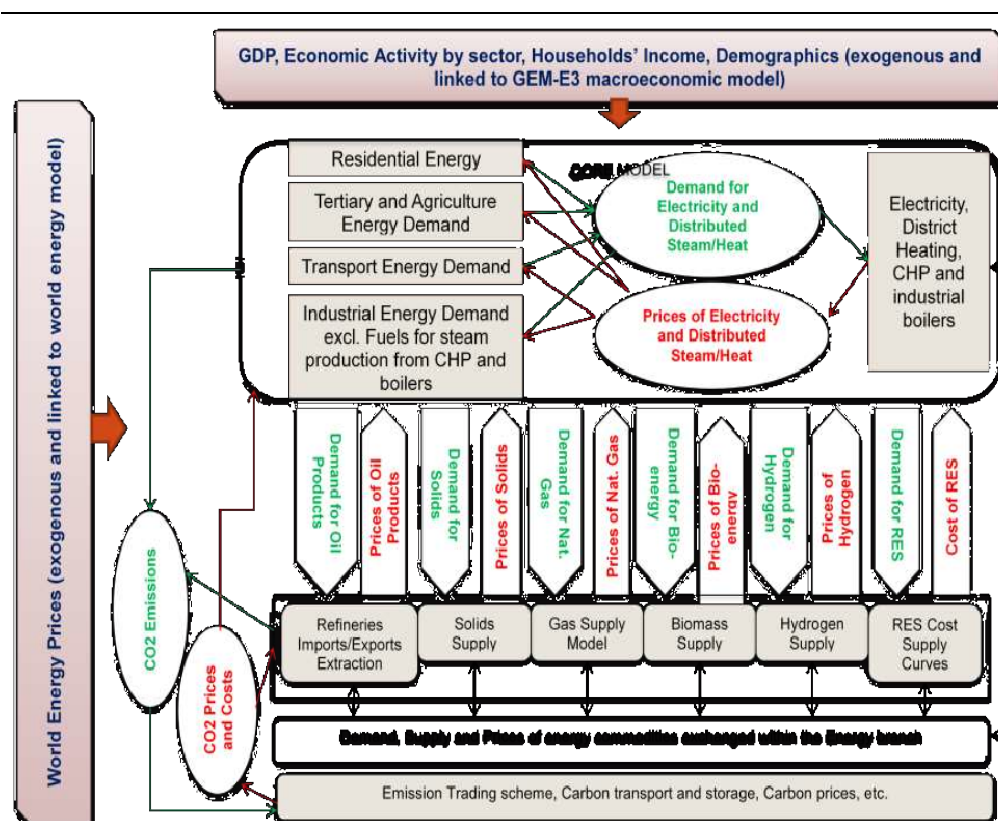 GDP, Economic Activity by sector, Households' Income, Demographics (exogenous and
linked to GEM-E3 macroeconomic model)
World Energy Prices (exogenous and linked to world energy model)
CORE MODEL
Residential Energy
Tertiary and Agriculture
Energy Demand
Transport Energy Demand
Industrial Energy Demand
excl. Fuels for steam
production from CHP and
boilers
Demand for
Electricity and
Distributed
Steam/Heat
Prices of Electricity
and Distributed
Steam/Heat
Electricity,
District
Heating,
CHP and
industrial
boilers
Demand for Oil
Products
Prices of Oil
Products
Demand for
Solids
Prices of Solids
Demand for Nat.
Gas
Prices of Nat. Gas
Demand for Bio-
energy
Prices of Bio-
energy
Demand for
Hydrogen
Prices of
Hydrogen
Demand for RES
Cost of RES
CO2 Emissions
CO2 Prices
and Costs
Refineries
Imports/Exports
Extraction
Solids
Supply
Gas Supply
Model
Biomass
Supply
Hydrogen
Supply
RES Cost
Supply
Curves
Demand, Supply and Prices of energy commodities exchanged within the Energy branch
Emission Trading scheme, Carbon transport and storage, Carbon prices, etc.